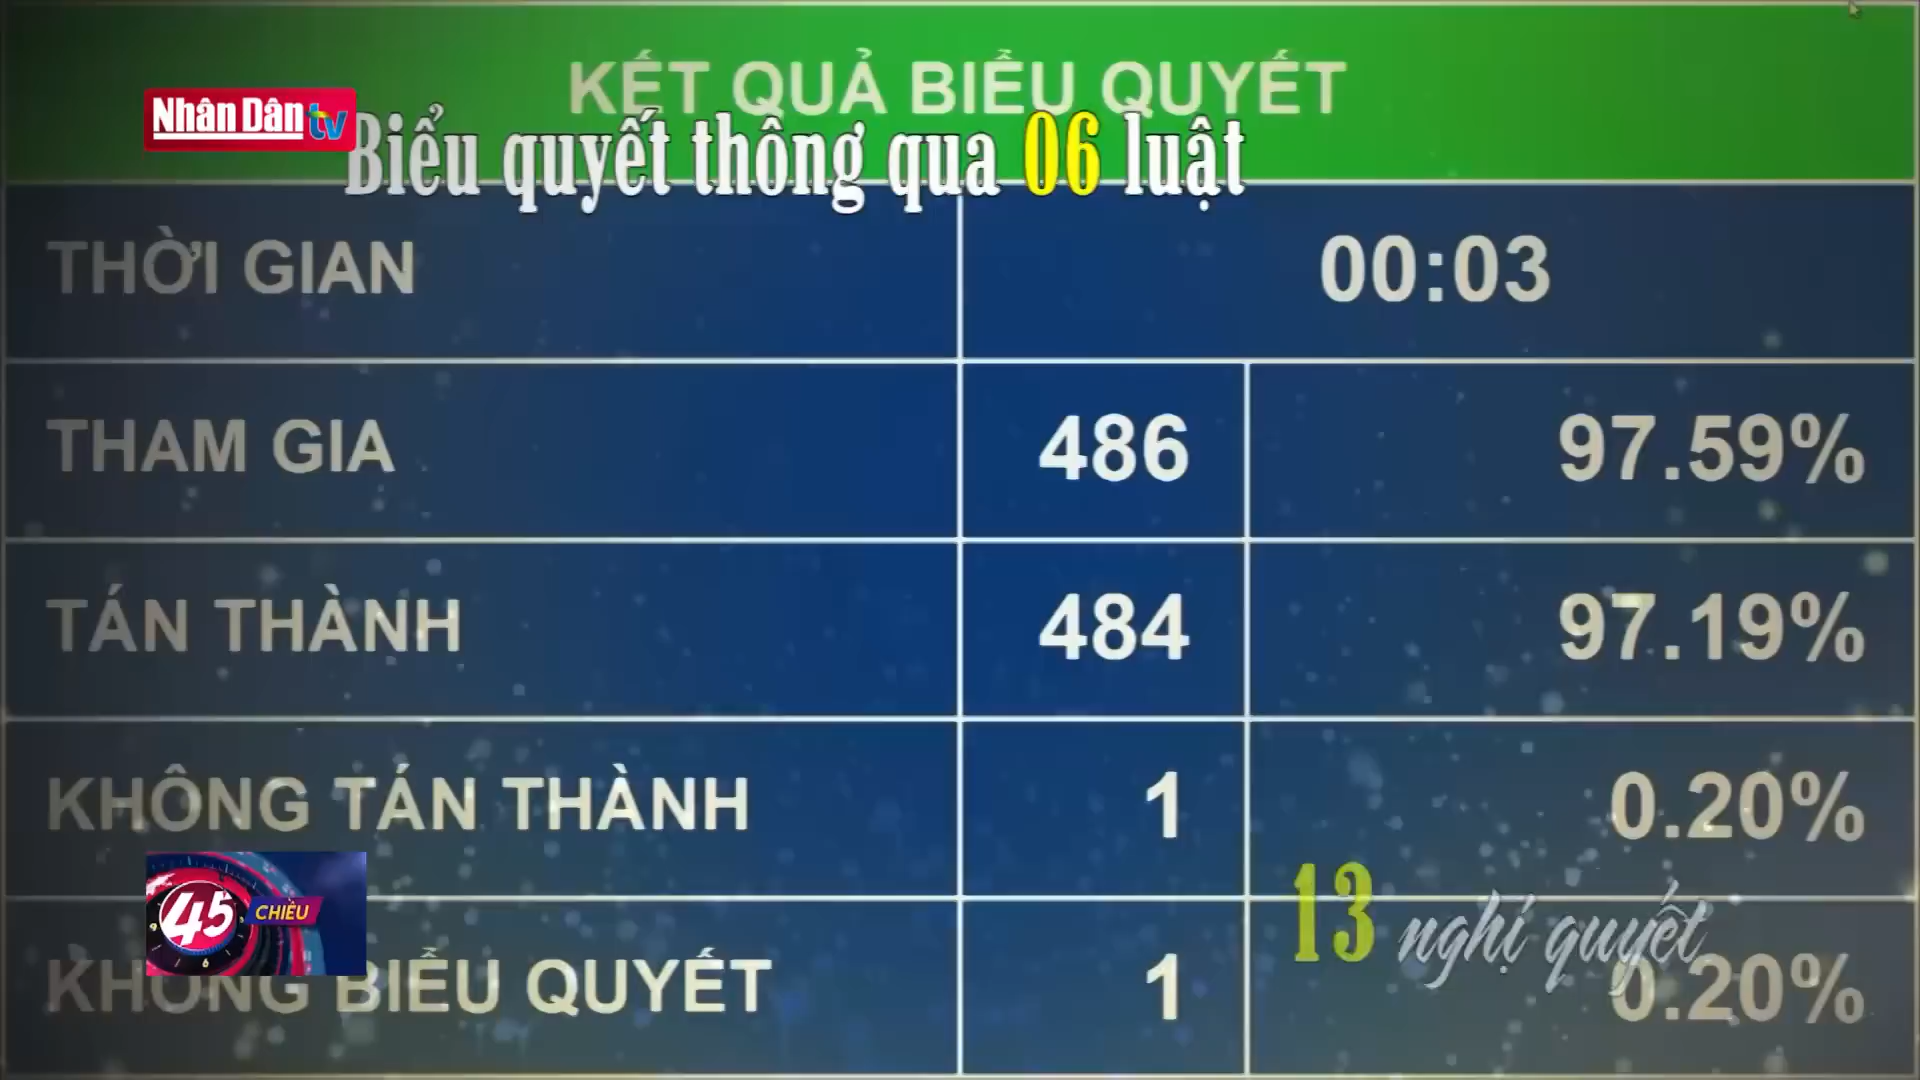 KẾT QUẢ BIỂU QUYẾT
Nhân Dân tv
Biểu quyết thông qua 06 luật
THỜI GIAN 00:03
THAM GIA 486 97.59%
TÁN THÀNH 484 97.19%
KHÔNG TÁN THÀNH 1 0.20%
13 nghị quyết
45 CHIỀU
KHÔNG BIỂU QUYẾT 1 0.20%